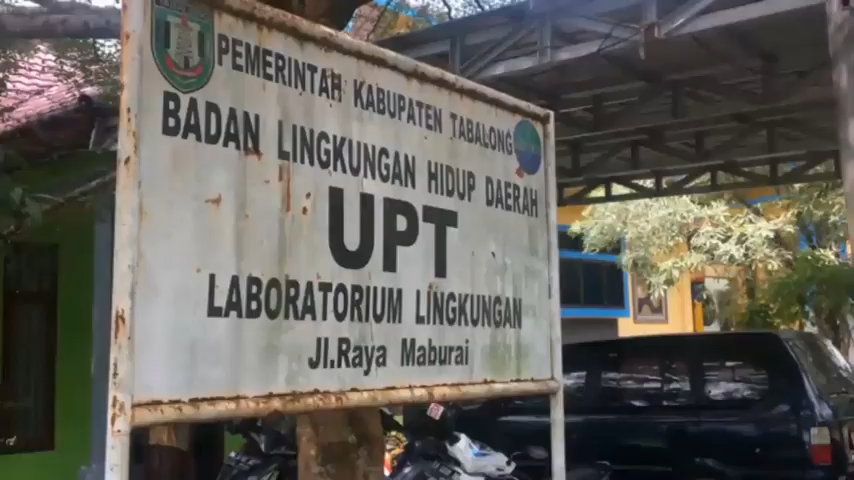 PEMERINTAH KABUPATEN TABALONG
BADAN LINGKUNGAN HIDUP DAERAH
UPT
LABORATORIUM LINGKUNGAN
Jl.Raya Maburai